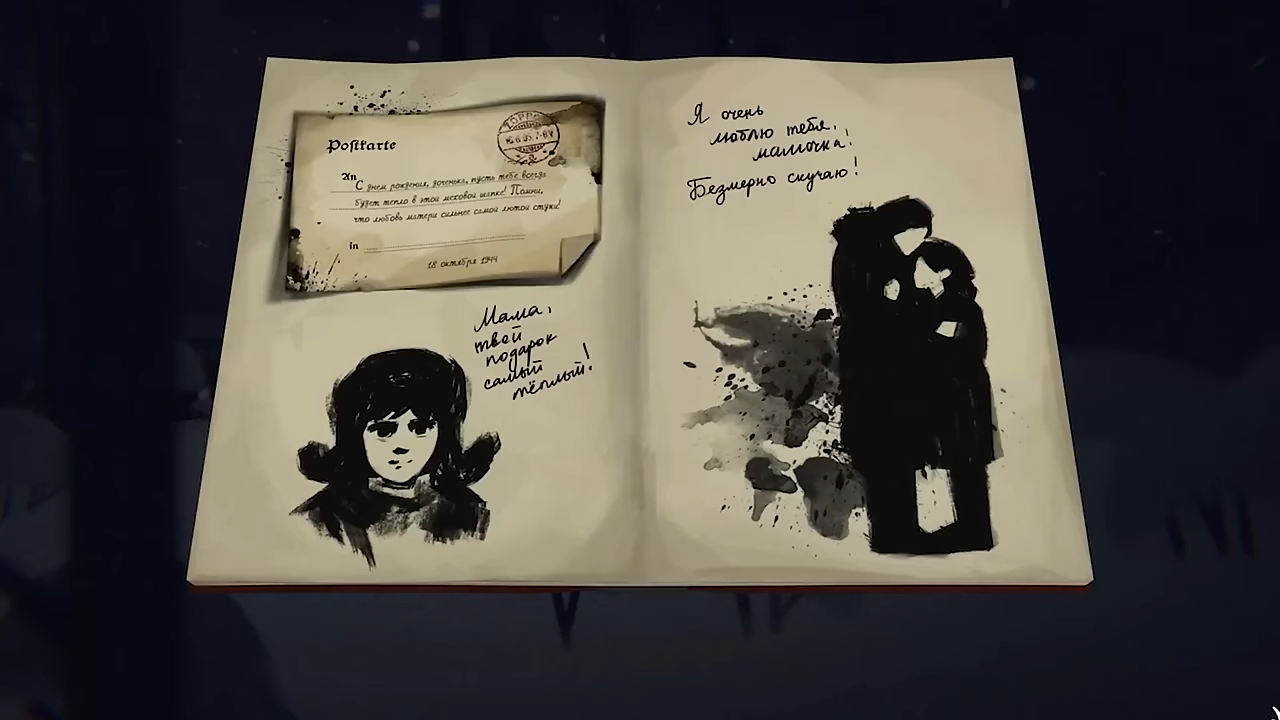 Postkarte
An
С днем рождения, доченька, пусть тебе всегда
будет тепло в этой меховой шапке! Помни,
что любовь матери сильнее самой лютой стужи!
in
18 октября 1944
Мама,
твой
подарок
самый
тёплый!
Я очень
люблю тебя,
мамочка!
Безмерно скучаю!